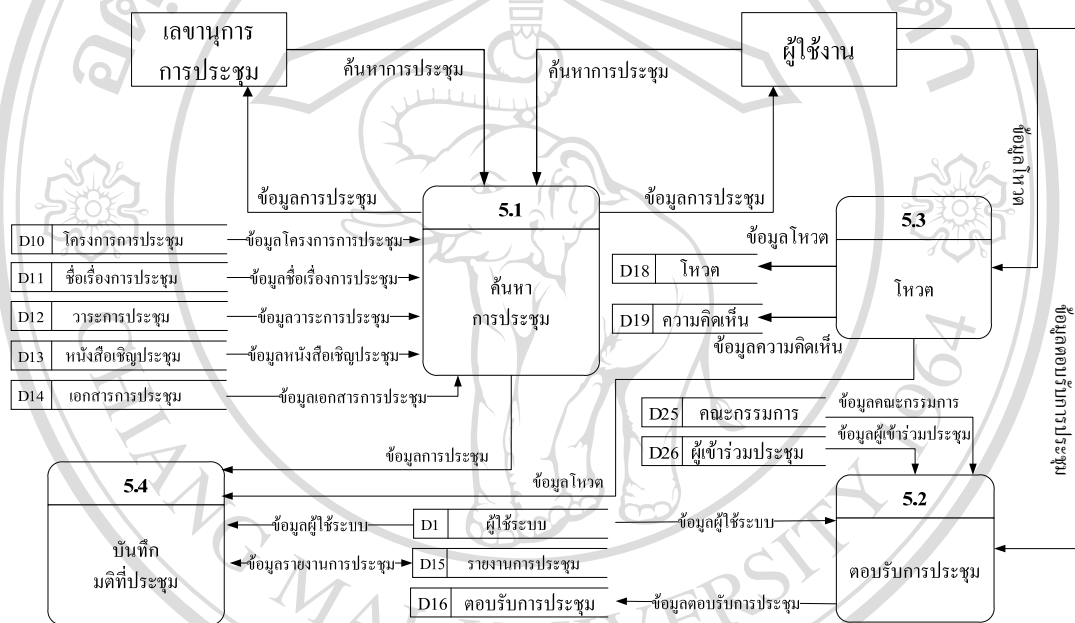 เลขานุการ
การประชุม
ผู้ใช้งาน
ค้นหาการประชุม
ค้นหาการประชุม
ข้อมูลโหวต
ข้อมูลการประชุม
ข้อมูลการประชุม
5.1
ค้นหา
การประชุม
5.3
โหวต
D10 โครงการการประชุม ข้อมูลโครงการการประชุม
D11 ชื่อเรื่องการประชุม ข้อมูลชื่อเรื่องการประชุม
D12 วาระการประชุม ข้อมูลวาระการประชุม
D13 หนังสือเชิญประชุม ข้อมูลหนังสือเชิญประชุม
D14 เอกสารการประชุม ข้อมูลเอกสารการประชุม
ข้อมูลโหวต
D18 โหวต
D19 ความคิดเห็น
ข้อมูลความคิดเห็น
ข้อมูลตอบรับการประชุม
D25 คณะกรรมการ ข้อมูลคณะกรรมการ
D26 ผู้เข้าร่วมประชุม ข้อมูลผู้เข้าร่วมประชุม
ข้อมูลการประชุม
ข้อมูลโหวต
5.4
บันทึก
มติที่ประชุม
5.2
ตอบรับการประชุม
ข้อมูลผู้ใช้ระบบ D1 ผู้ใช้ระบบ ข้อมูลผู้ใช้ระบบ
ข้อมูลรายงานการประชุม D15 รายงานการประชุม
D16 ตอบรับการประชุม ข้อมูลตอบรับการประชุม
CHIANG MAI UNIVERSITY 1964